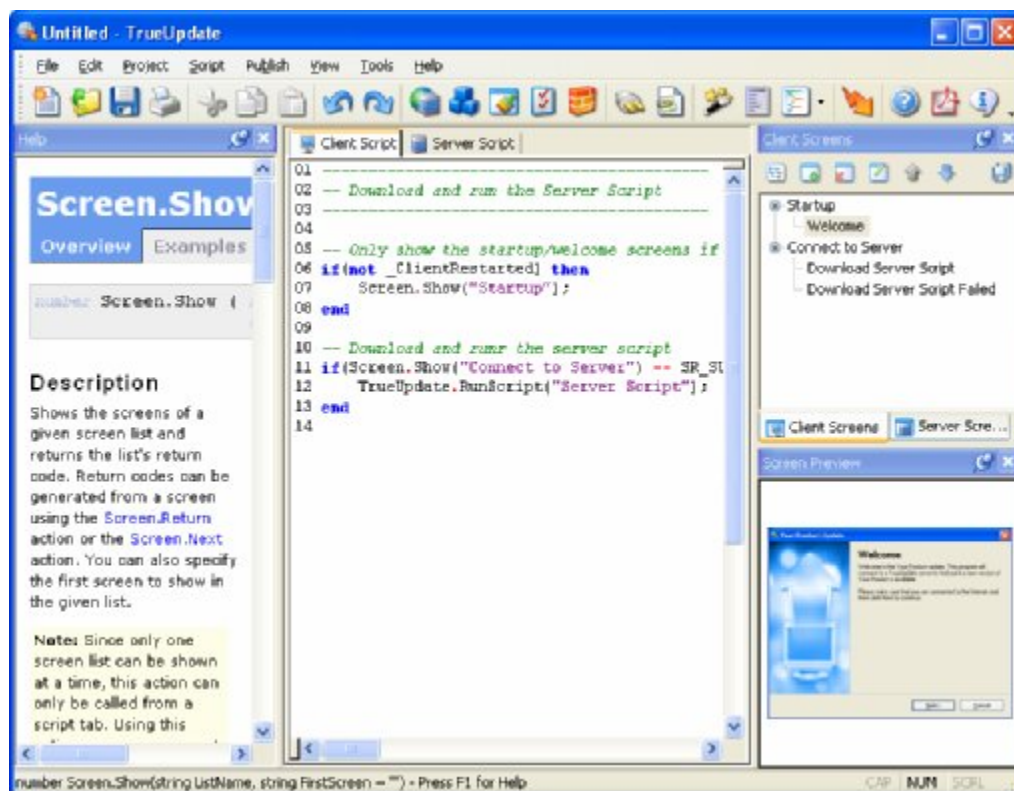 Untitled - TrueUpdate
File Edit Project Script Publish View Tools Help
Help
Screen.Show
Overview Examples
number Screen.Show (
Description
Shows the screens of a
given screen list and
returns the list's return
code. Return codes can be
generated from a screen
using the Screen.Return
action or the Screen.Next
action. You can also specify
the first screen to show in
the given list.
Note: Since only one
screen list can be shown
at a time, this action can
only be called from a
script tab. Using this
Client Script Server Script
01 --------------------------------------------------
02 -- Download and run the Server Script
03 --------------------------------------------------
04
05 -- Only show the startup/welcome screens if
06 if(not _ClientRestarted) then
07 Screen.Show("Startup");
08 end
09
10 -- Download and runr the server script
11 if(Screen.Show("Connect to Server") == SR_SU
12 TrueUpdate.RunScript("Server Script");
13 end
14
Client Screens
Startup
Welcome
Connect to Server
Download Server Script
Download Server Script Failed
Client Screens Server Scre...
Screen Preview
Your Product Update
Welcome
number Screen.Show(string ListName, string FirstScreen = "") - Press F1 for Help
CAP NUM SCRL